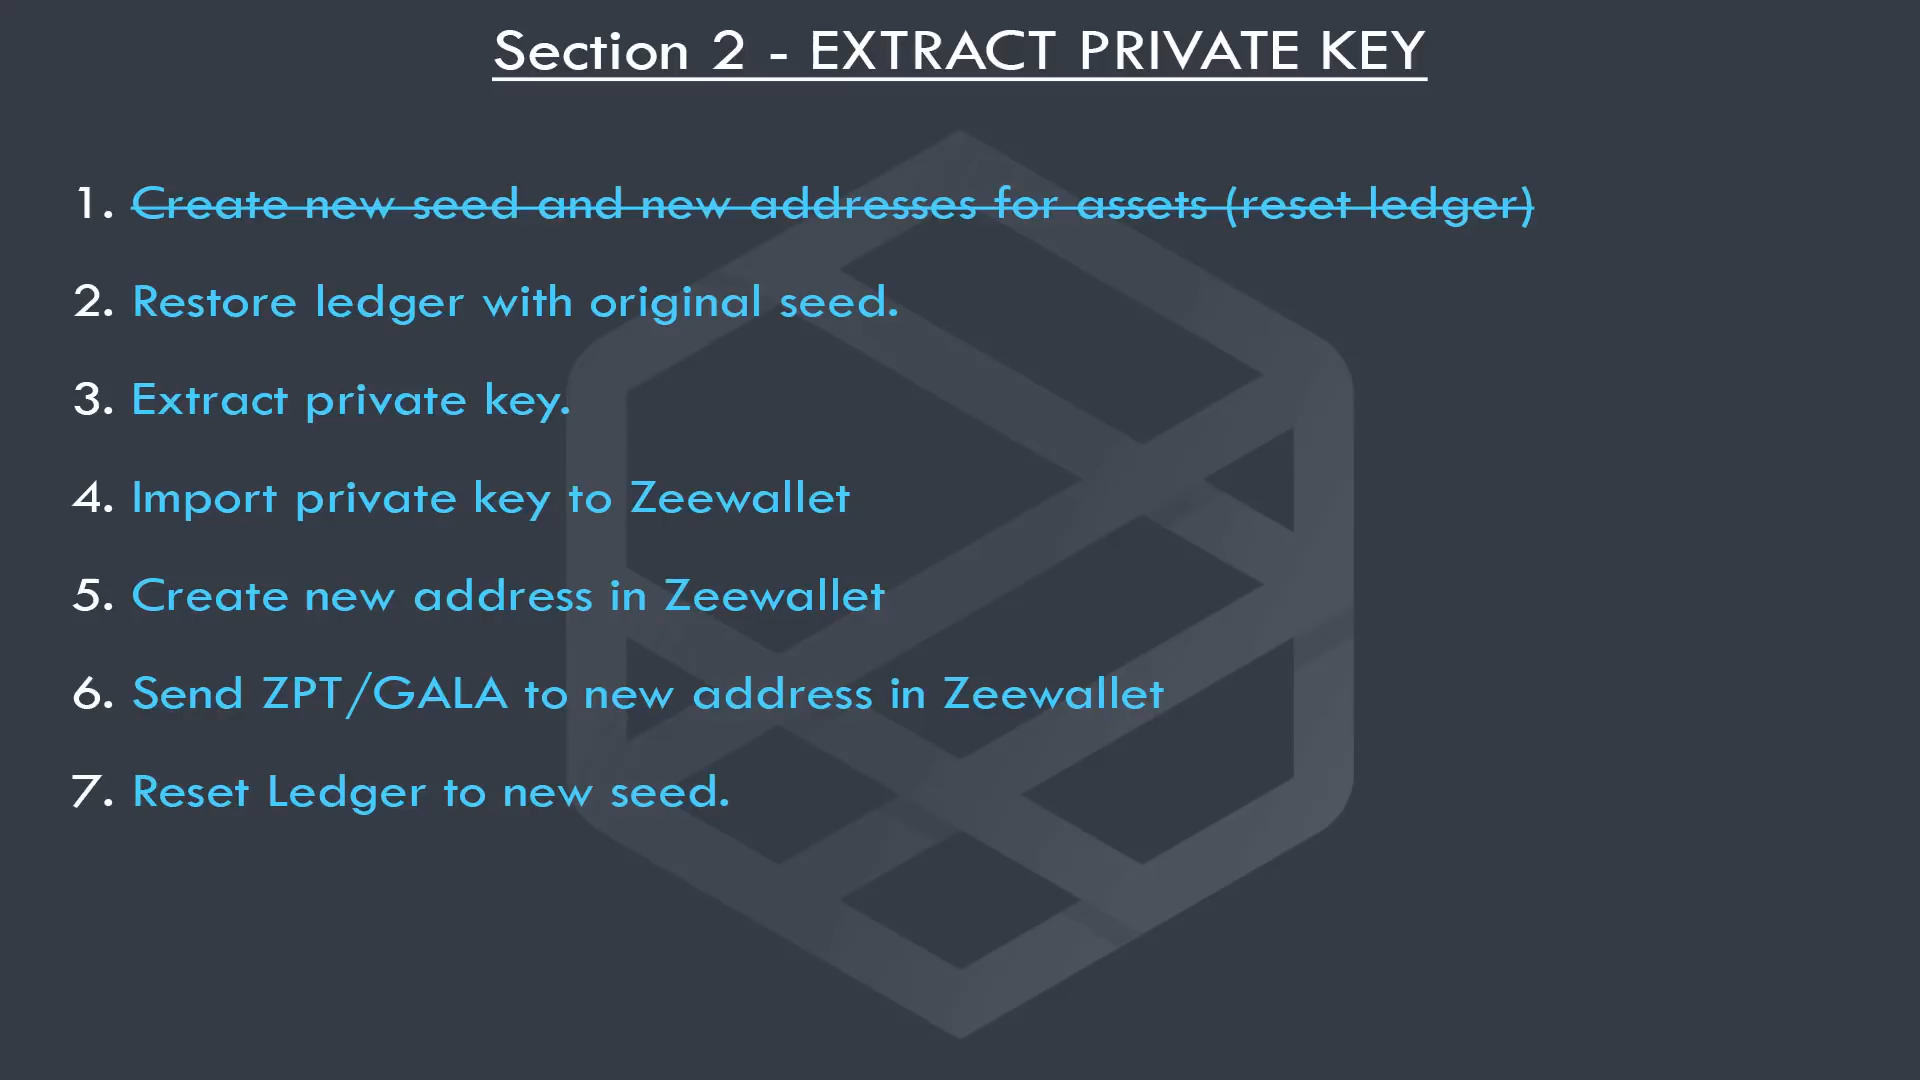 Section 2 - EXTRACT PRIVATE KEY
1. Create new seed and new addresses for assets (reset ledger)
2. Restore ledger with original seed.
3. Extract private key.
4. Import private key to Zeewallet
5. Create new address in Zeewallet
6. Send ZPT/GALA to new address in Zeewallet
7. Reset Ledger to new seed.